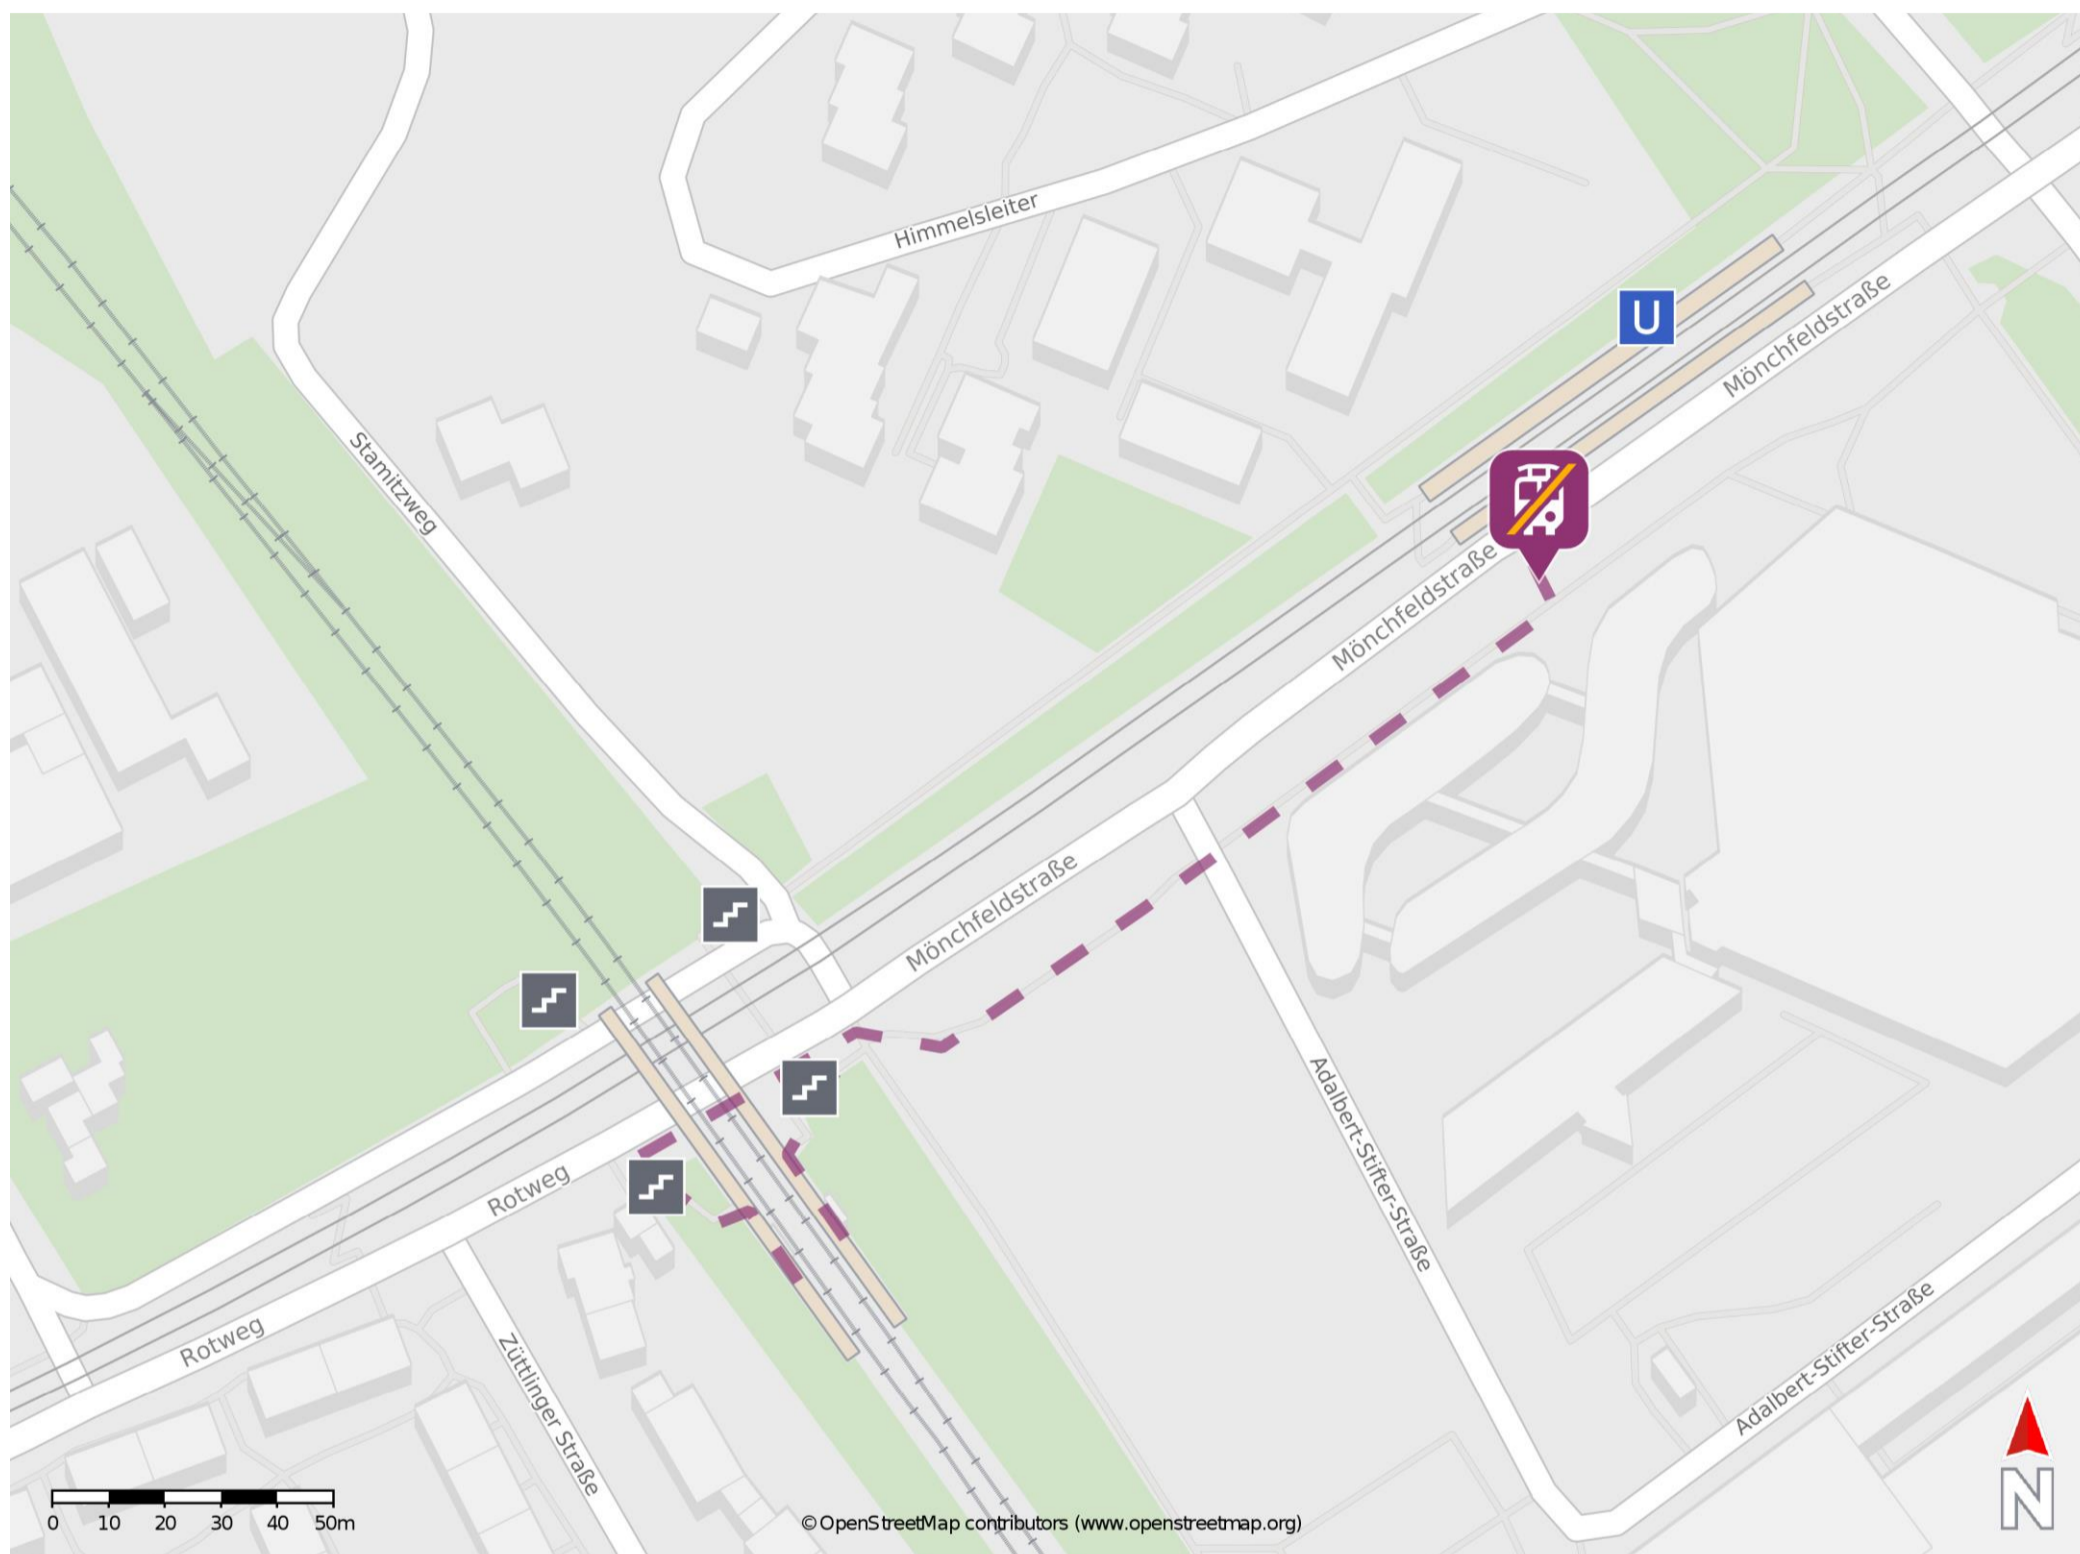 Himmelsleiter
U
Mönchfeldstraße
Stamitzweg
Mönchfeldstraße
Mönchfeldstraße
Adalbert-Stifter-Straße
Rotweg
Rotweg
Züttlinger Straße
Adalbert-Stifter-Straße
N
0 10 20 30 40 50m
© OpenStreetMap contributors (www.openstreetmap.org)